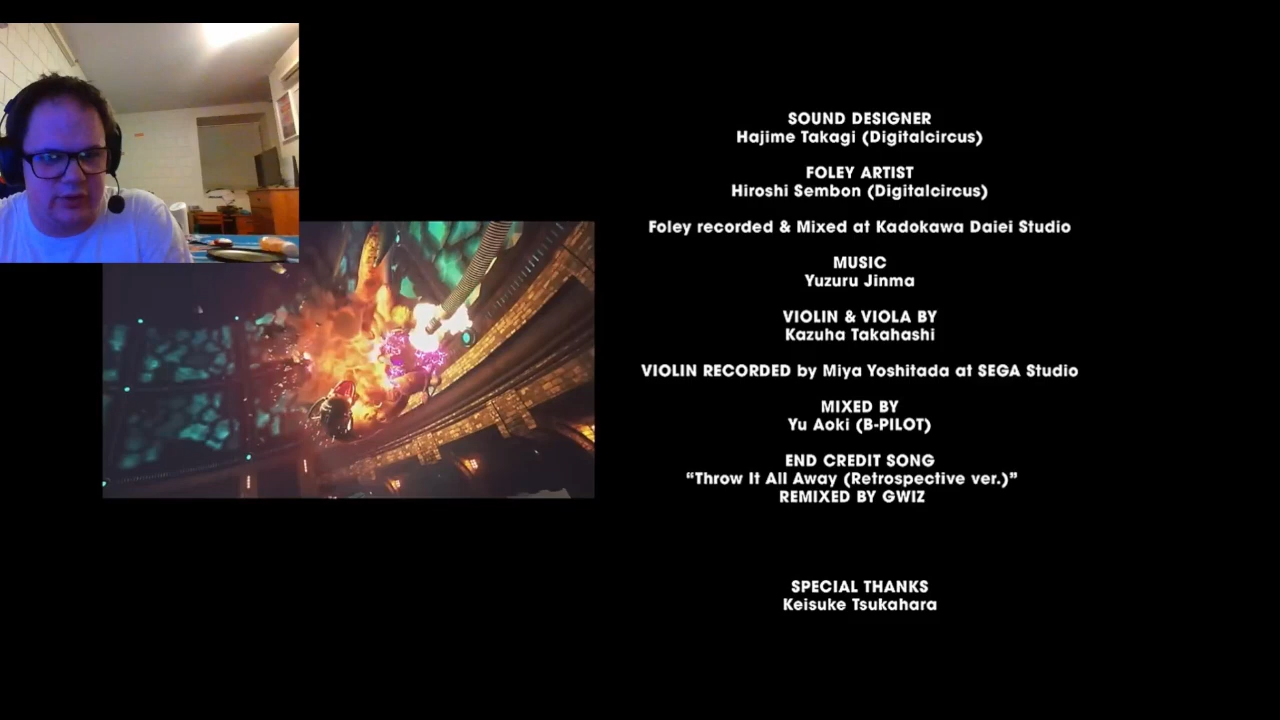 SOUND DESIGNER
Hajime Takagi (Digitalcircus)
FOLEY ARTIST
Hiroshi Sembon (Digitalcircus)
Foley recorded & Mixed at Kadokawa Daiei Studio
MUSIC
Yuzuru Jinma
VIOLIN & VIOLA BY
Kazuha Takahashi
VIOLIN RECORDED by Miya Yoshitada at SEGA Studio
MIXED BY
Yu Aoki (B-PILOT)
END CREDIT SONG
“Throw It All Away (Retrospective ver.)”
REMIXED BY GWIZ
SPECIAL THANKS
Keisuke Tsukahara